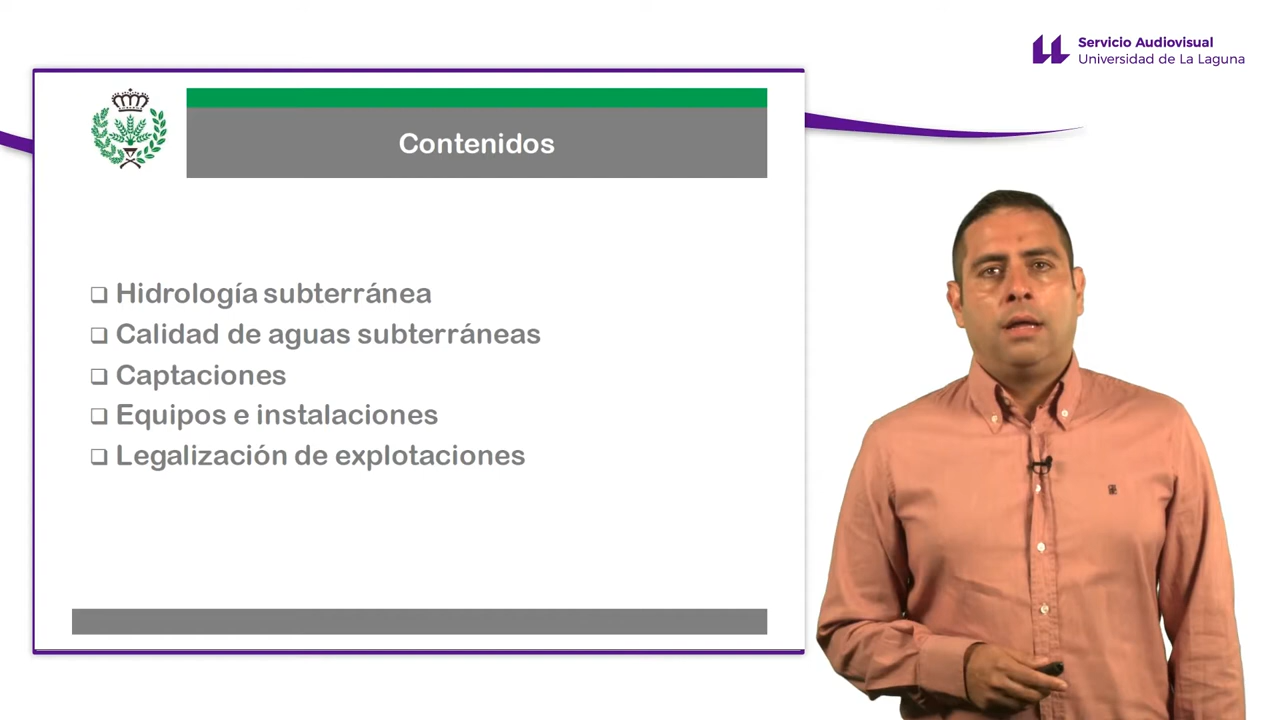 Servicio Audiovisual
Universidad de La Laguna
Contenidos
Hidrología subterránea
Calidad de aguas subterráneas
Captaciones
Equipos e instalaciones
Legalización de explotaciones